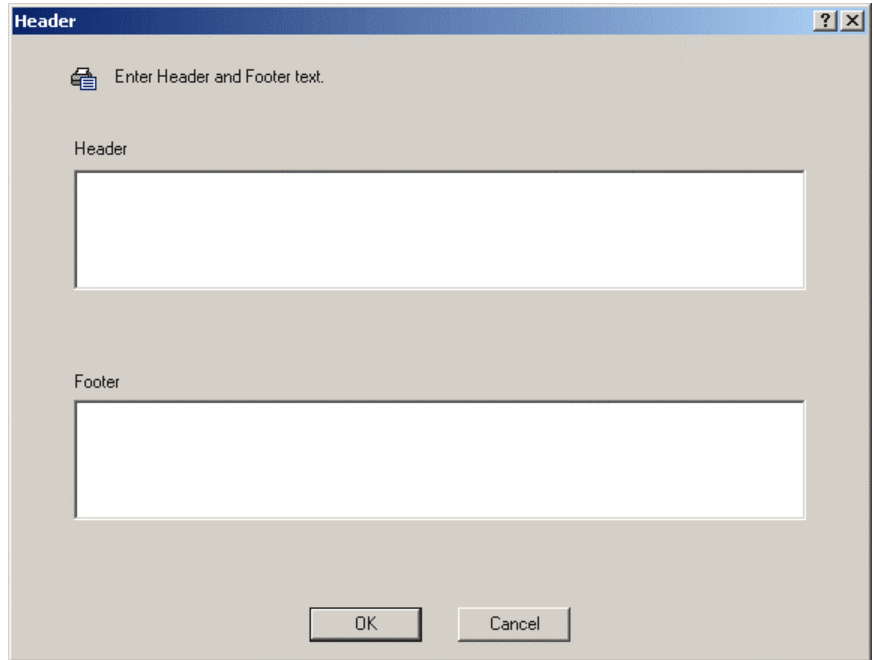 Header
Enter Header and Footer text.
Header
Footer
OK
Cancel